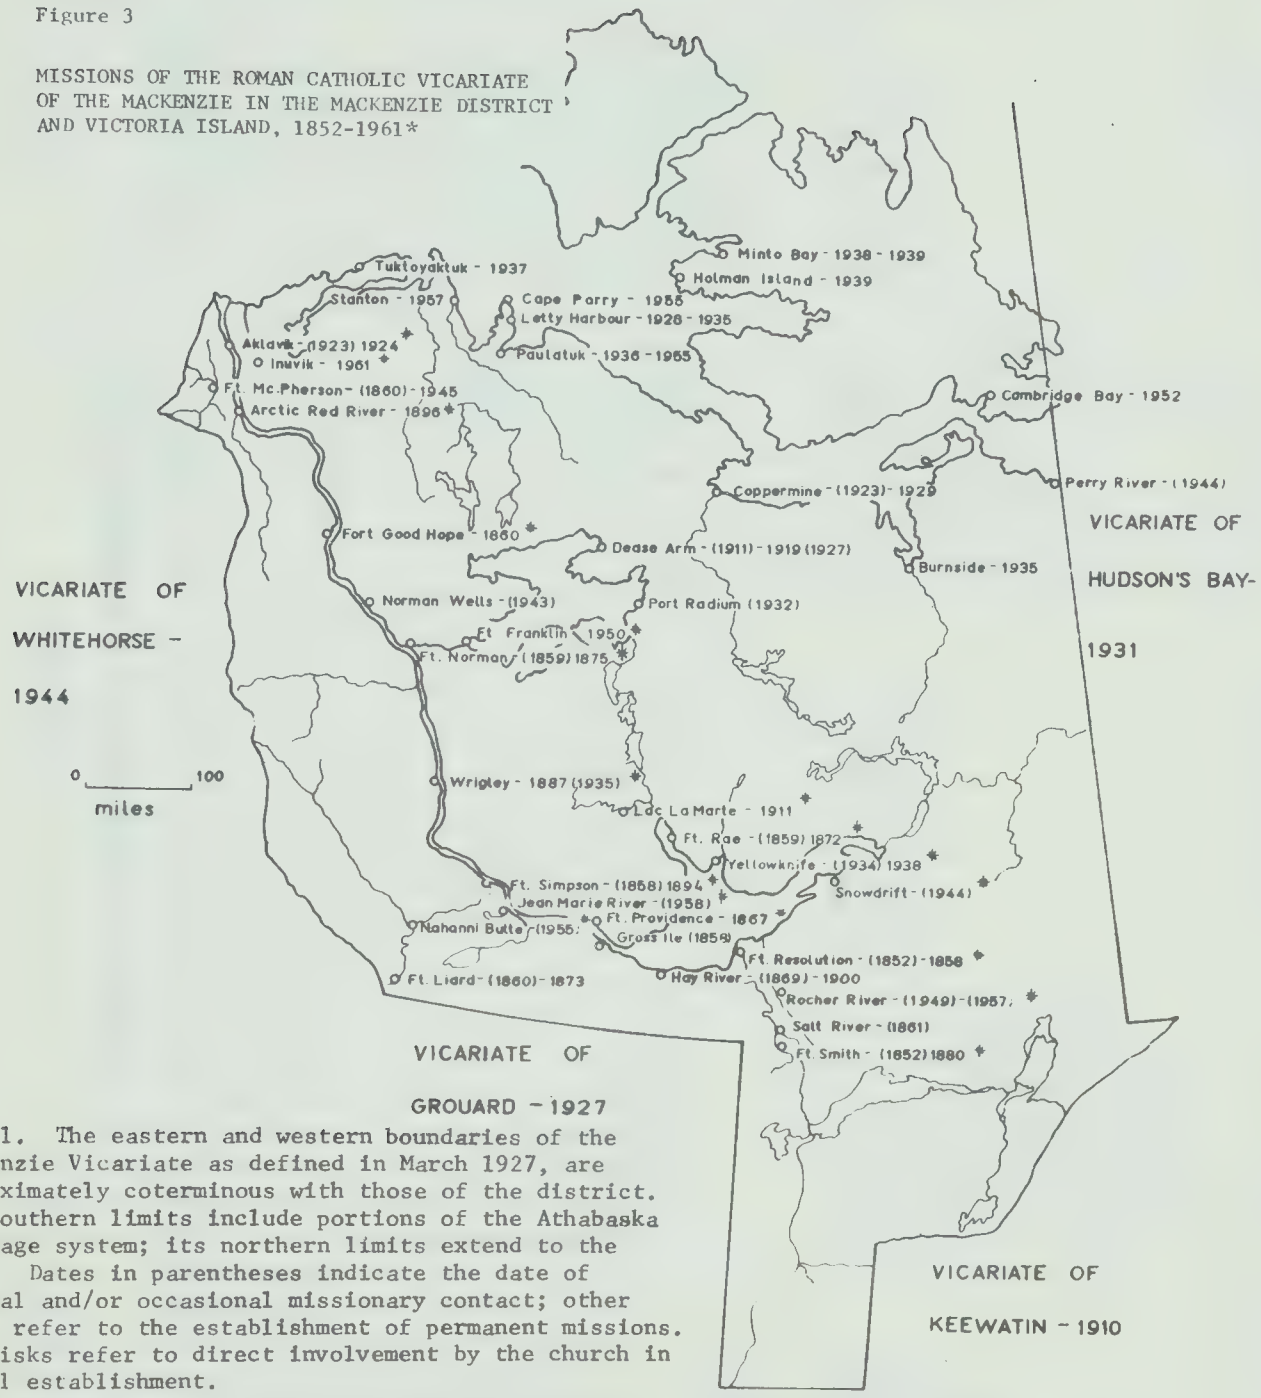 Figure 3
MISSIONS OF THE ROMAN CATHOLIC VICARIATE
OF THE MACKENZIE IN THE MACKENZIE DISTRICT
AND VICTORIA ISLAND, 1852-1961*
Minto Bay - 1938 - 1939
Holman Island - 1939
Tuktoyaktuk - 1937
Stanton - 1957
Cape Parry - 1955
Letty Harbour - 1928 - 1935
Paulatuk - 1936 - 1955
Aklavik - (1923) 1924 *
Inuvik - 1961 *
Ft. Mc.Pherson - (1860) - 1945
Arctic Red River - 1896 *
Cambridge Bay - 1952
Coppermine - (1923) - 1929
Perry River - (1944)
VICARIATE OF
HUDSON'S BAY-
1931
Fort Good Hope - 1860 *
Dease Arm - (1911) - 1919 (1927)
Burnside - 1935
VICARIATE OF
WHITEHORSE -
1944
Norman Wells - (1943)
Port Radium (1932)
Ft Franklin 1950 *
Ft. Norman - (1859) 1875 *
0 100
miles
Wrigley - 1887 (1935) *
Lac La Marte - 1911 *
Ft. Rae - (1859) 1872 *
Yellowknife - (1934) 1938 *
Ft. Simpson - (1858) 1894 *
Snowdrift - (1944) *
Jean Marie River - (1958) *
* Ft. Providence - 1867 *
Nahanni Butte - (1955;
Gross Ile (1858)
Ft. Resolution - (1852) - 1858 *
Ft. Liard - (1860) - 1873
Hay River - (1869) - 1900
Rocher River - (1949) - (1957; *
Salt River - (1861)
Ft. Smith - (1852) 1880 *
VICARIATE OF
GROUARD - 1927
1. The eastern and western boundaries of the
nzie Vicariate as defined in March 1927, are
ximately coterminous with those of the district.
outhern limits include portions of the Athabaska
age system; its northern limits extend to the
Dates in parentheses indicate the date of
al and/or occasional missionary contact; other
refer to the establishment of permanent missions.
isks refer to direct involvement by the church in
l establishment.
VICARIATE OF
KEEWATIN - 1910